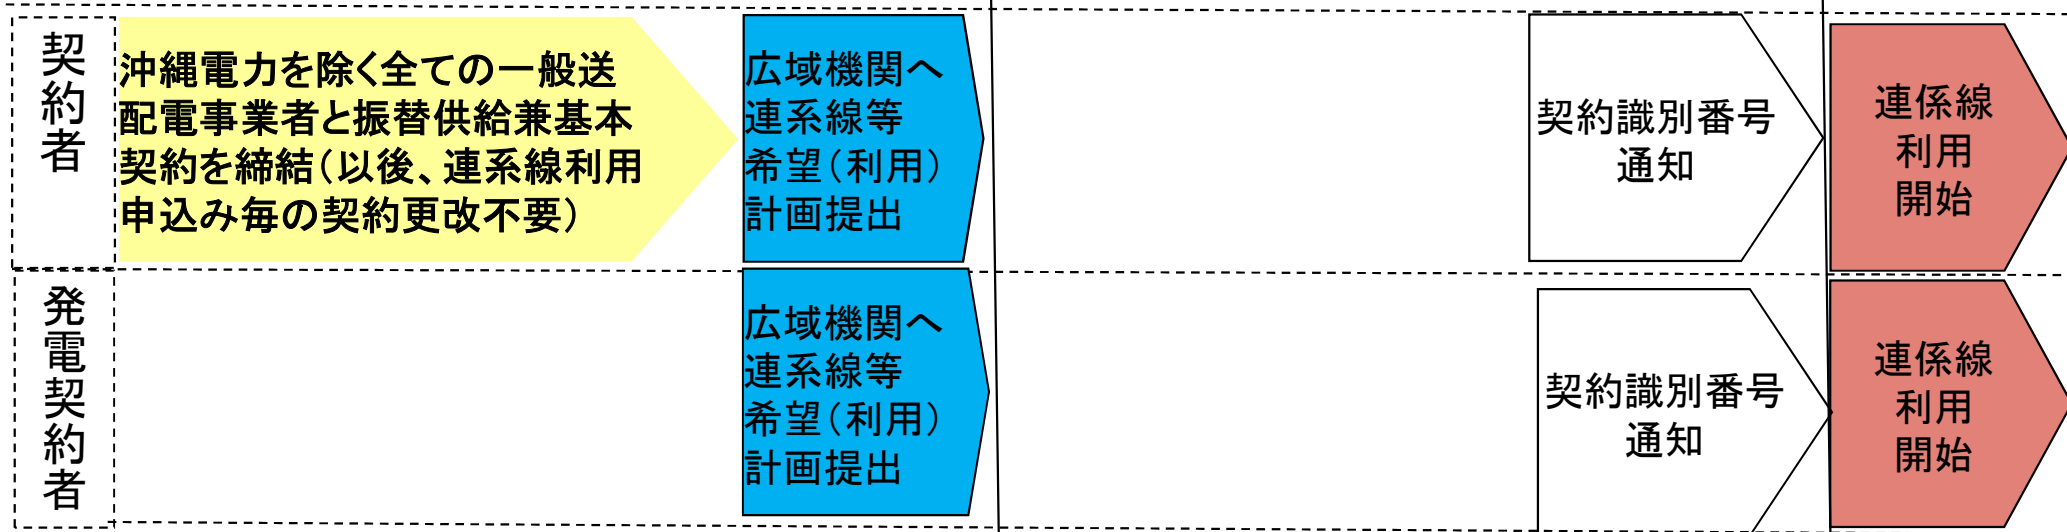 契約者
沖縄電力を除く全ての一般送
配電事業者と振替供給兼基本
契約を締結（以後、連系線利用
申込み毎の契約更改不要）
広域機関へ
連系線等
希望（利用）
計画提出
契約識別番号
通知
連係線
利用
開始
発電契約者
広域機関へ
連系線等
希望（利用）
計画提出
契約識別番号
通知
連係線
利用
開始